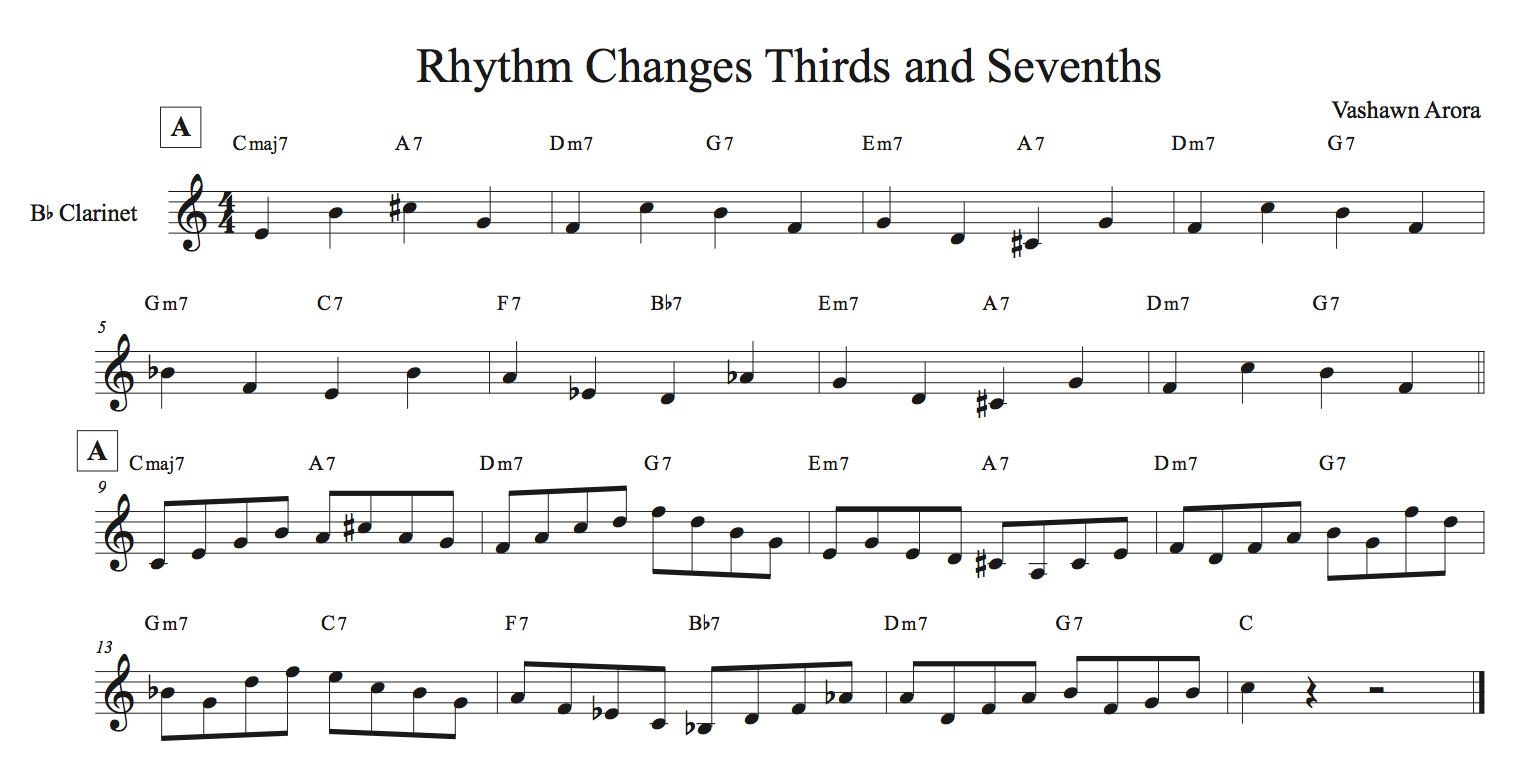 Rhythm Changes Thirds and Sevenths
Vashawn Arora
A
Cmaj7 A7 Dm7 G7 Em7 A7 Dm7 G7
B♭ Clarinet
4
4
Gm7 C7 F7 B♭7 Em7 A7 Dm7 G7
5
A
Cmaj7 A7 Dm7 G7 Em7 A7 Dm7 G7
9
Gm7 C7 F7 B♭7 Dm7 G7 C
13